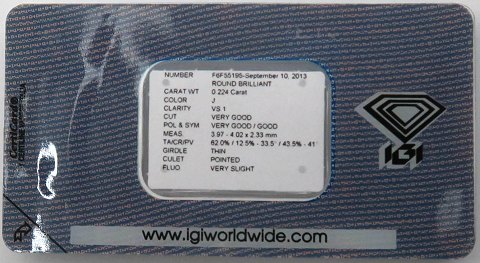 NUMBER F6F55195-September 10, 2013
ROUND BRILLIANT
CARAT WT 0.224 Carat
COLOR J
CLARITY VS 1
CUT VERY GOOD
POL & SYM VERY GOOD / GOOD
MEAS. 3.97 - 4.02 x 2.33 mm
TA/CR/PV 62.0% / 12.5% - 33.5° / 43.5% - 41°
GIRDLE THIN
CULET POINTED
FLUO VERY SLIGHT
IGI
www.igiworldwide.com